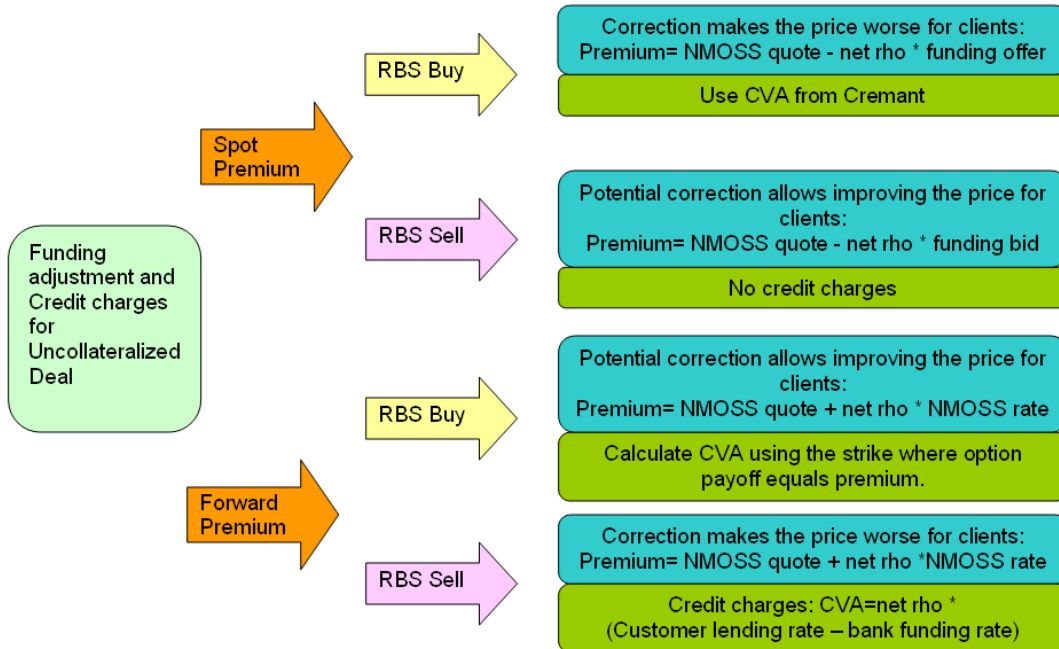 Funding
adjustment and
Credit charges
for
Uncollateralized
Deal
Spot
Premium
RBS Buy
Correction makes the price worse for clients:
Premium= NMOSS quote - net rho * funding offer
Use CVA from Cremant
RBS Sell
Potential correction allows improving the price for
clients:
Premium= NMOSS quote - net rho * funding bid
No credit charges
Forward
Premium
RBS Buy
Potential correction allows improving the price for
clients:
Premium= NMOSS quote + net rho * NMOSS rate
Calculate CVA using the strike where option
payoff equals premium.
RBS Sell
Correction makes the price worse for clients:
Premium= NMOSS quote + net rho *NMOSS rate
Credit charges: CVA=net rho *
(Customer lending rate – bank funding rate)